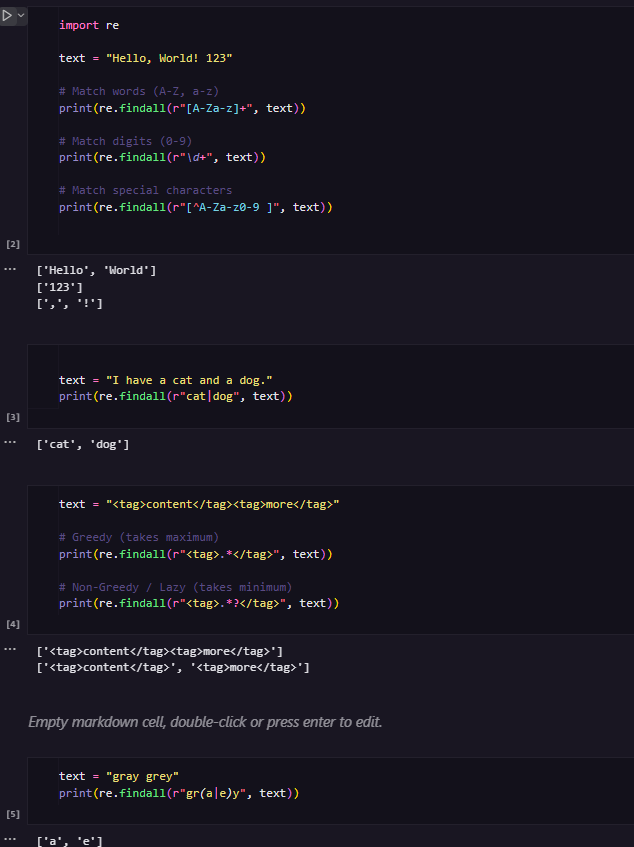 import re
text = "Hello, World! 123"
# Match words (A-Z, a-z)
print(re.findall(r"[A-Za-z]+", text))
# Match digits (0-9)
print(re.findall(r"\d+", text))
# Match special characters
print(re.findall(r"[^A-Za-z0-9 ]", text))
[2]
... ['Hello', 'World']
['123']
[',', '!']
text = "I have a cat and a dog."
print(re.findall(r"cat|dog", text))
[3]
... ['cat', 'dog']
text = "<tag>content</tag><tag>more</tag>"
# Greedy (takes maximum)
print(re.findall(r"<tag>.*</tag>", text))
# Non-Greedy / Lazy (takes minimum)
print(re.findall(r"<tag>.*?</tag>", text))
[4]
... ['<tag>content</tag><tag>more</tag>']
['<tag>content</tag>', '<tag>more</tag>']
Empty markdown cell, double-click or press enter to edit.
text = "gray grey"
print(re.findall(r"gr(a|e)y", text))
[5]
... ['a', 'e']